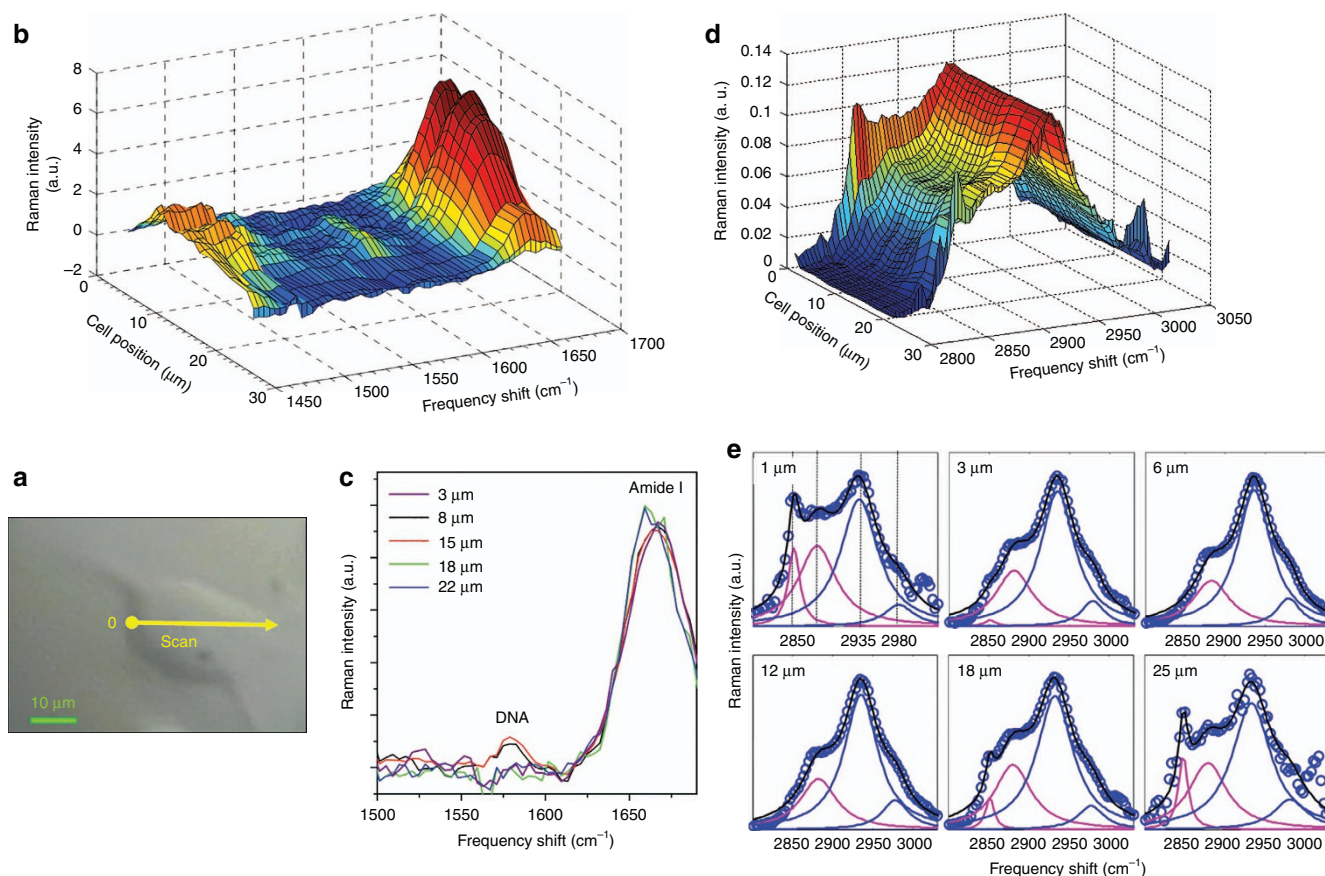 b
8
6
4
2
0
−2
Raman intensity
(a.u.)
0
10
20
30
Cell position (μm)
1450
1500
1550
1600
1650
1700
Frequency shift (cm⁻¹)
d
0.14
0.12
0.1
0.08
0.06
0.04
0.02
0
Raman intensity (a. u.)
0
10
20
30
Cell position (μm)
2800
2850
2900
2950
3000
3050
Frequency shift (cm⁻¹)
a
0
Scan
10 μm
c
3 μm
8 μm
15 μm
18 μm
22 μm
Amide I
DNA
Raman intensity (a.u.)
1500 1550 1600 1650
Frequency shift (cm⁻¹)
e
1 μm
3 μm
6 μm
2850 2935 2980
2850 2900 2950 3000
2850 2900 2950 3000
12 μm
18 μm
25 μm
2850 2900 2950 3000
2850 2900 2950 3000
2850 2900 2950 3000
Raman intensity (a.u.)
Frequency shift (cm⁻¹)